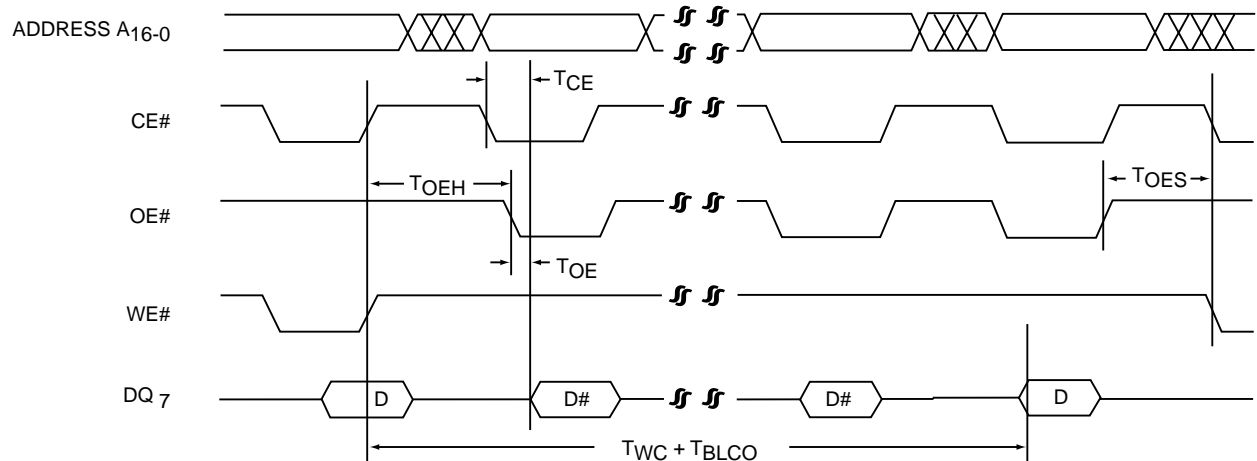 ADDRESS A16-0
TCE
CE#
TOEH
TOES
OE#
TOE
WE#
DQ 7
D
D#
D#
D
TWC + TBLCO